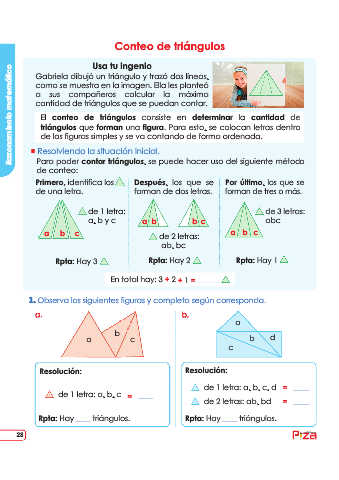 Conteo de triángulos
Razonamiento matemático
Usa tu ingenio
Gabriela dibujó un triángulo y trazó dos líneas,
como se muestra en la imagen. Ella les planteó
a sus compañeros calcular la máxima
cantidad de triángulos que se puedan contar.
El conteo de triángulos consiste en determinar la cantidad de
triángulos que forman una figura. Para esto, se colocan letras dentro
de las figuras simples y se va contando de forma ordenada.
Resolviendo la situación inicial.
Para poder contar triángulos, se puede hacer uso del siguiente método
de conteo:
Primero, identifica los
de una letra.
a b c
de 1 letra:
a, b y c
Rpta: Hay 3
Después, los que se
forman de dos letras.
a b
b c
de 2 letras:
ab, bc
Rpta: Hay 2
Por último, los que se
forman de tres o más.
a b c
de 3 letras:
abc
Rpta: Hay 1
En total hay: 3 + 2 + 1 =
1. Observa las siguientes figuras y completa según corresponda.
a.
a b c
Resolución:
de 1 letra: a, b, c = ____
Rpta: Hay ____ triángulos.
b.
a
b d
c
Resolución:
de 1 letra: a, b, c, d = ____
de 2 letras: ab, bd = ____
Rpta: Hay ____ triángulos.
28
Piza